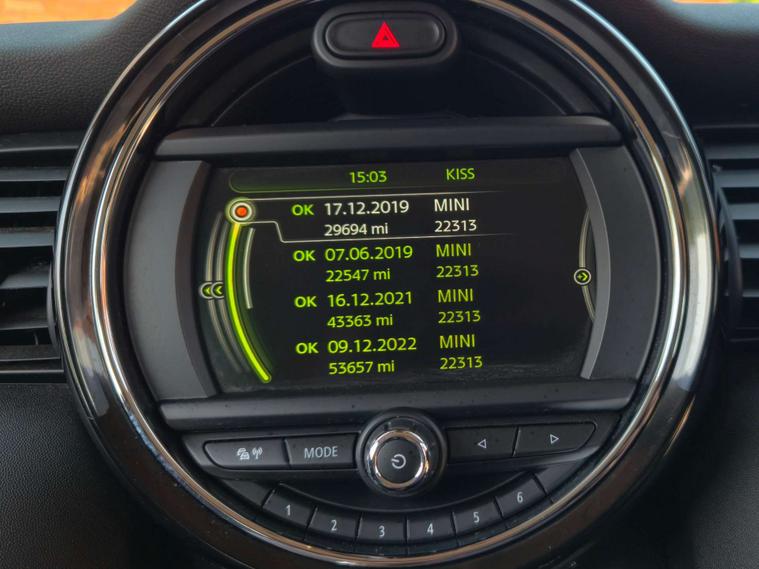 15:03 KISS
OK 17.12.2019 MINI
29694 mi 22313
OK 07.06.2019 MINI
22547 mi 22313
OK 16.12.2021 MINI
43363 mi 22313
OK 09.12.2022 MINI
53657 mi 22313
MODE
1 2 3 4 5 6